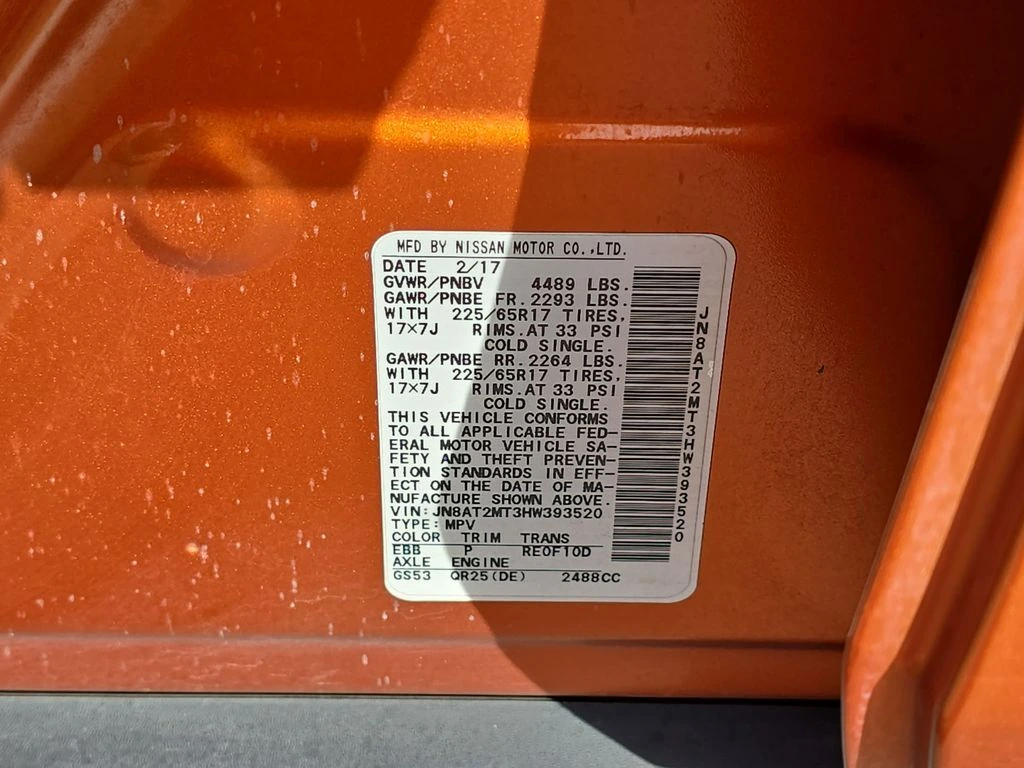 MFD BY NISSAN MOTOR CO.,LTD.
DATE 2/17
GVWR/PNBV 4489 LBS.
GAWR/PNBE FR.2293 LBS.
WITH 225/65R17 TIRES,
17×7J RIMS.AT 33 PSI
COLD SINGLE.
GAWR/PNBE RR.2264 LBS.
WITH 225/65R17 TIRES,
17×7J RIMS.AT 33 PSI
COLD SINGLE.
THIS VEHICLE CONFORMS
TO ALL APPLICABLE FED-
ERAL MOTOR VEHICLE SA-
FETY AND THEFT PREVEN-
TION STANDARDS IN EFF-
ECT ON THE DATE OF MA-
NUFACTURE SHOWN ABOVE.
VIN:JN8AT2MT3HW393520
TYPE:MPV
COLOR TRIM TRANS
EBB P RE0F10D
AXLE ENGINE
GS53 QR25(DE) 2488CC
JN8AT2MT3HW393520